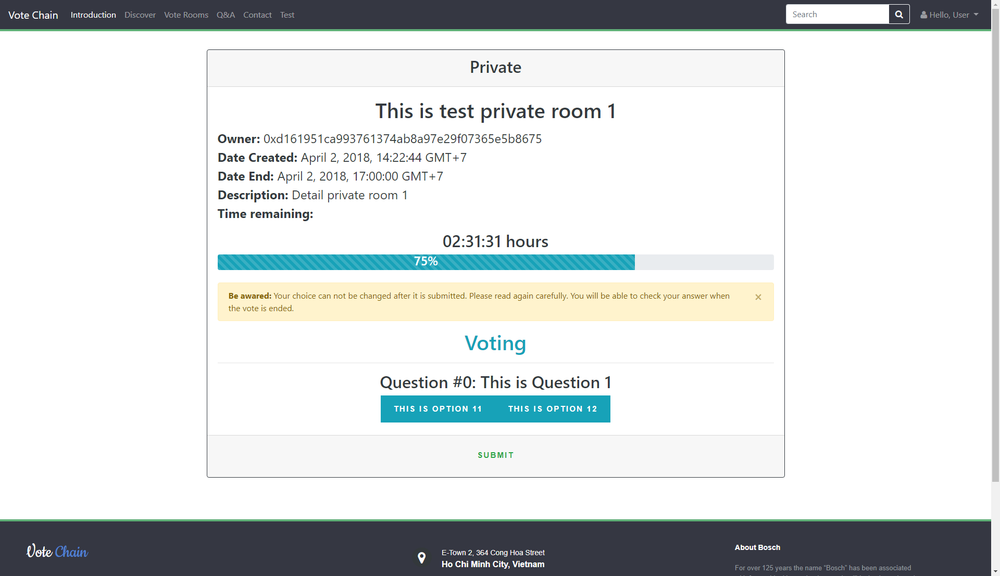 Vote Chain Introduction Discover Vote Rooms Q&A Contact Test Search Hello, User
Private
This is test private room 1
Owner: 0xd161951ca993761374ab8a97e29f07365e5b8675
Date Created: April 2, 2018, 14:22:44 GMT+7
Date End: April 2, 2018, 17:00:00 GMT+7
Description: Detail private room 1
Time remaining:
02:31:31 hours
75%
Be awared: Your choice can not be changed after it is submitted. Please read again carefully. You will be able to check your answer when
the vote is ended.
×
Voting
Question #0: This is Question 1
THIS IS OPTION 11 THIS IS OPTION 12
SUBMIT
Vote Chain
E-Town 2, 364 Cong Hoa Street
Ho Chi Minh City, Vietnam
About Bosch
For over 125 years the name “Bosch” has been associated